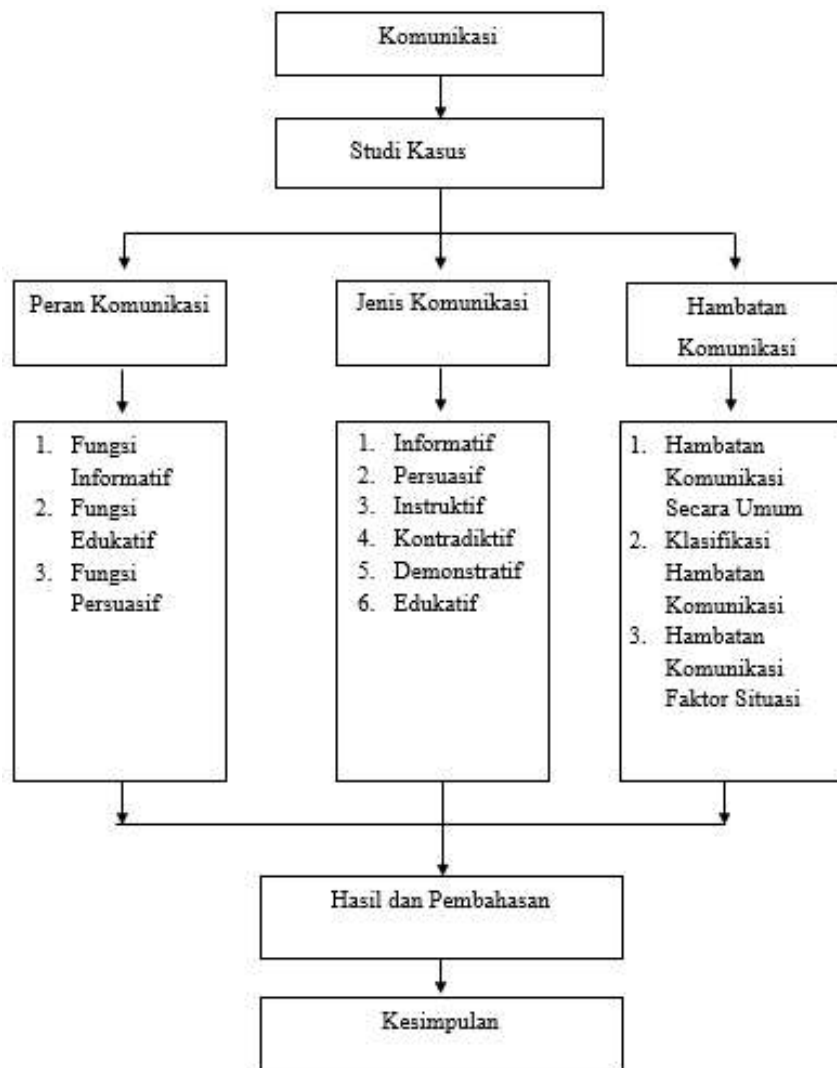 Komunikasi
Studi Kasus
Peran Komunikasi
Jenis Komunikasi
Hambatan
Komunikasi
1. Fungsi
Informatif
2. Fungsi
Edukatif
3. Fungsi
Persuasif
1. Informatif
2. Persuasif
3. Instruktif
4. Kontradiktif
5. Demonstratif
6. Edukatif
1. Hambatan
Komunikasi
Secara Umum
2. Klasifikasi
Hambatan
Komunikasi
3. Hambatan
Komunikasi
Faktor Situasi
Hasil dan Pembahasan
Kesimpulan